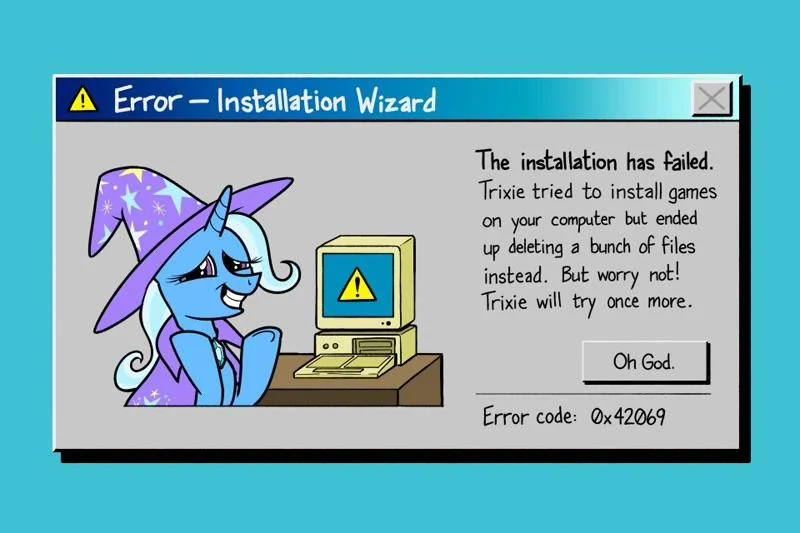 Error – Installation Wizard
The installation has failed.
Trixie tried to install games
on your computer but ended
up deleting a bunch of files
instead. But worry not!
Trixie will try once more.
Oh God.
Error code: 0x42069